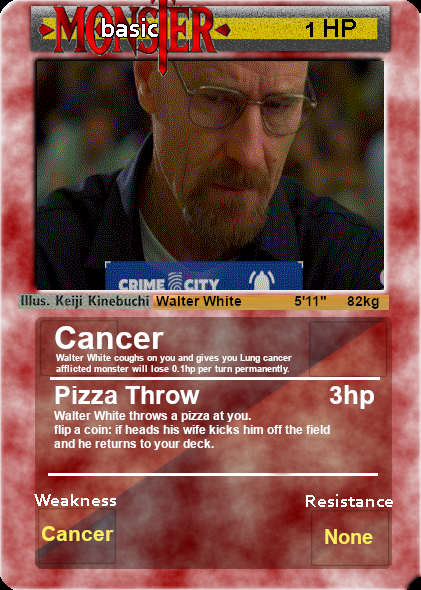 MONSTER
basic
1 HP
CRIME CITY
Illus. Keiji Kinebuchi Walter White 5'11" 82kg
Cancer
Walter White coughs on you and gives you Lung cancer
afflicted monster will lose 0.1hp per turn permanently.
Pizza Throw 3hp
Walter White throws a pizza at you.
flip a coin: if heads his wife kicks him off the field
and he returns to your deck.
Weakness Resistance
Cancer None